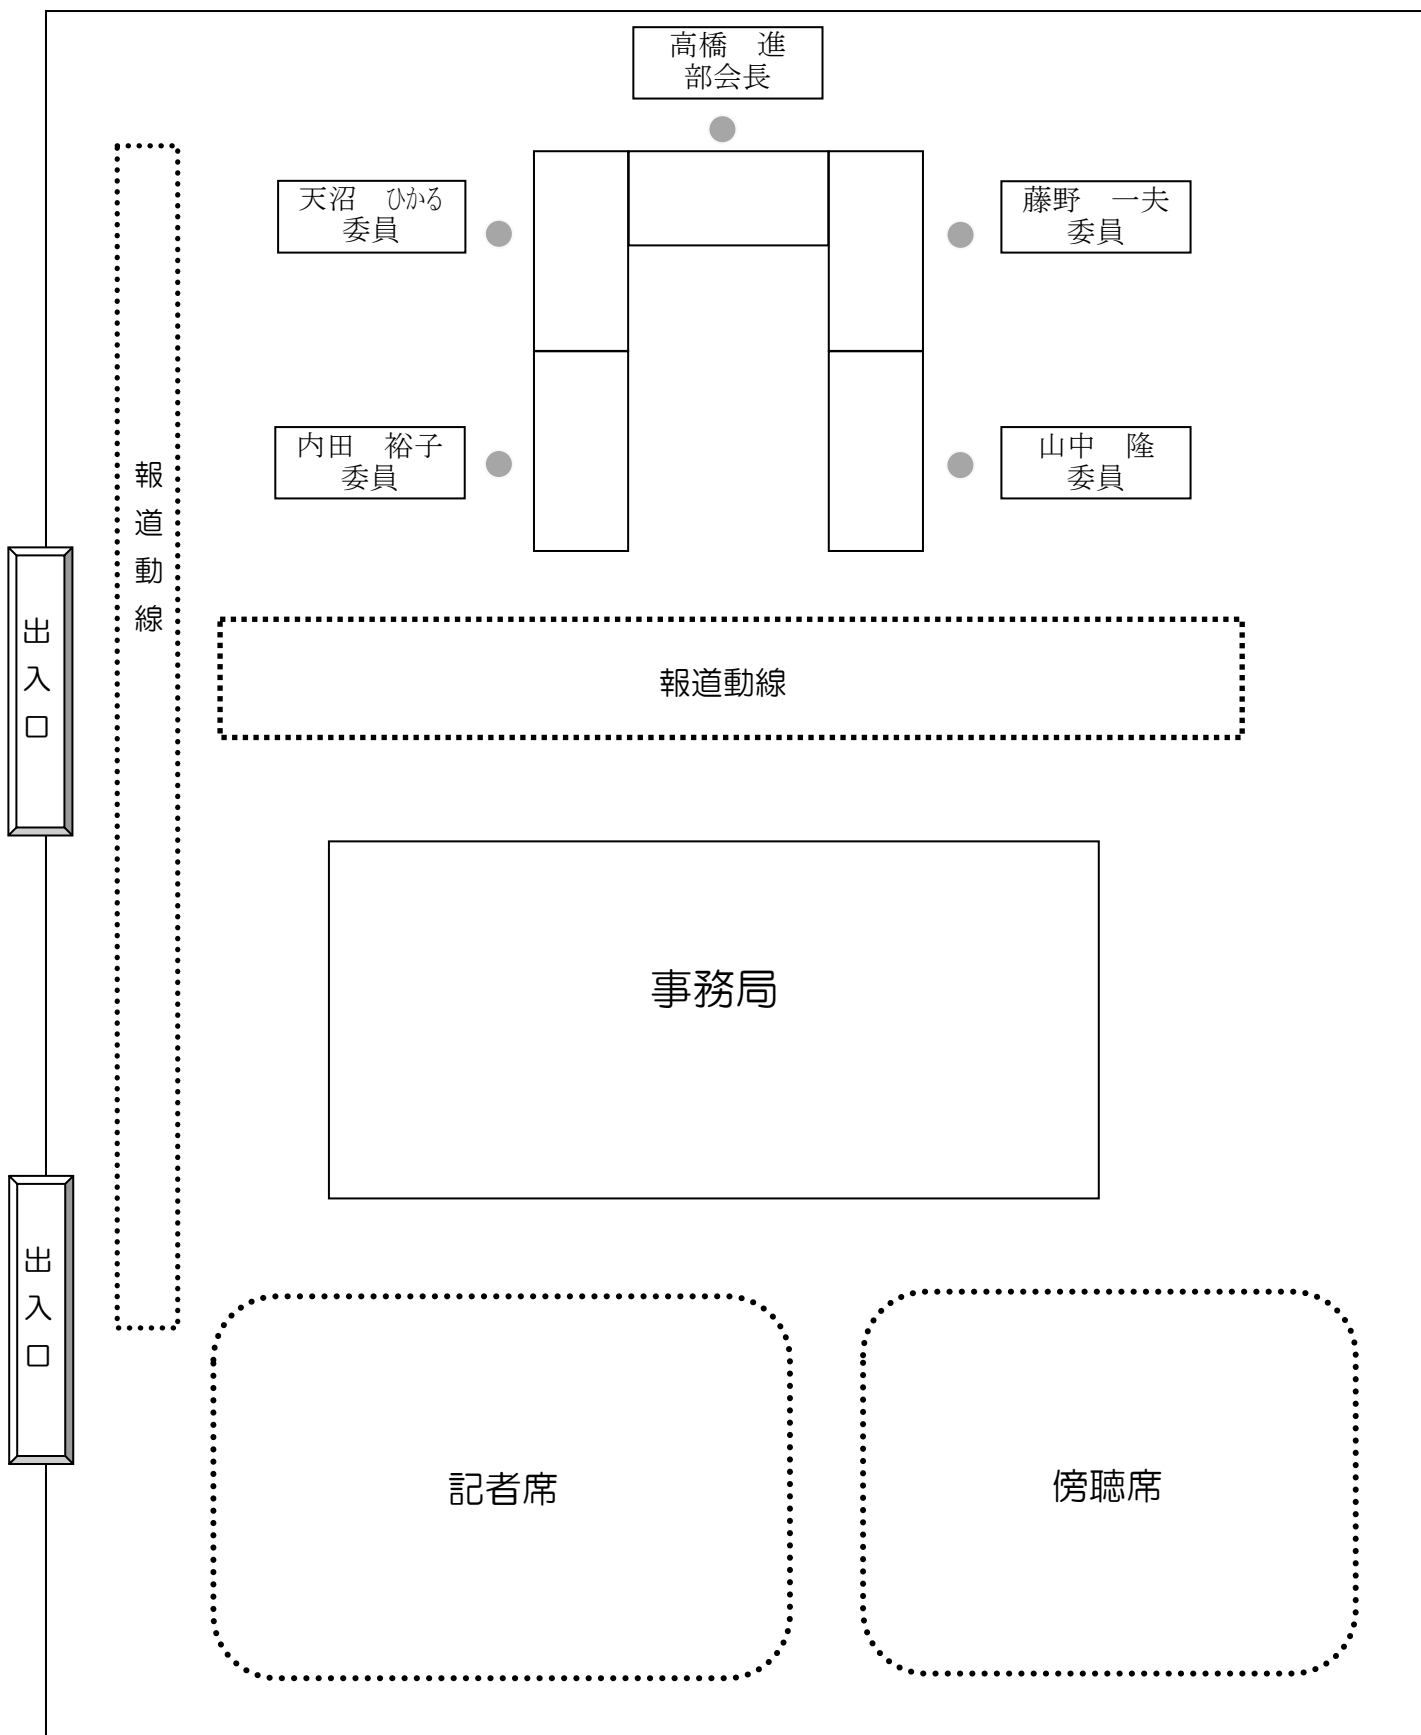 高橋　進
部会長
天沼　ひかる
委員
藤野　一夫
委員
内田　裕子
委員
山中　隆
委員
報道動線
出入口
報道動線
事務局
出入口
記者席
傍聴席